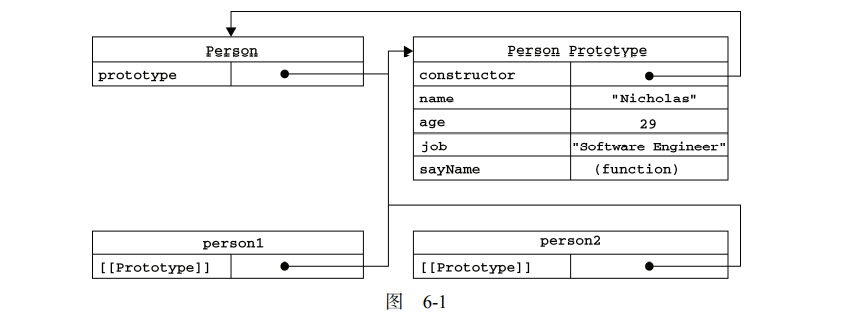 Person
prototype
Person Prototype
constructor
name "Nicholas"
age 29
job "Software Engineer"
sayName (function)
person1
[[Prototype]]
person2
[[Prototype]]
图 6-1